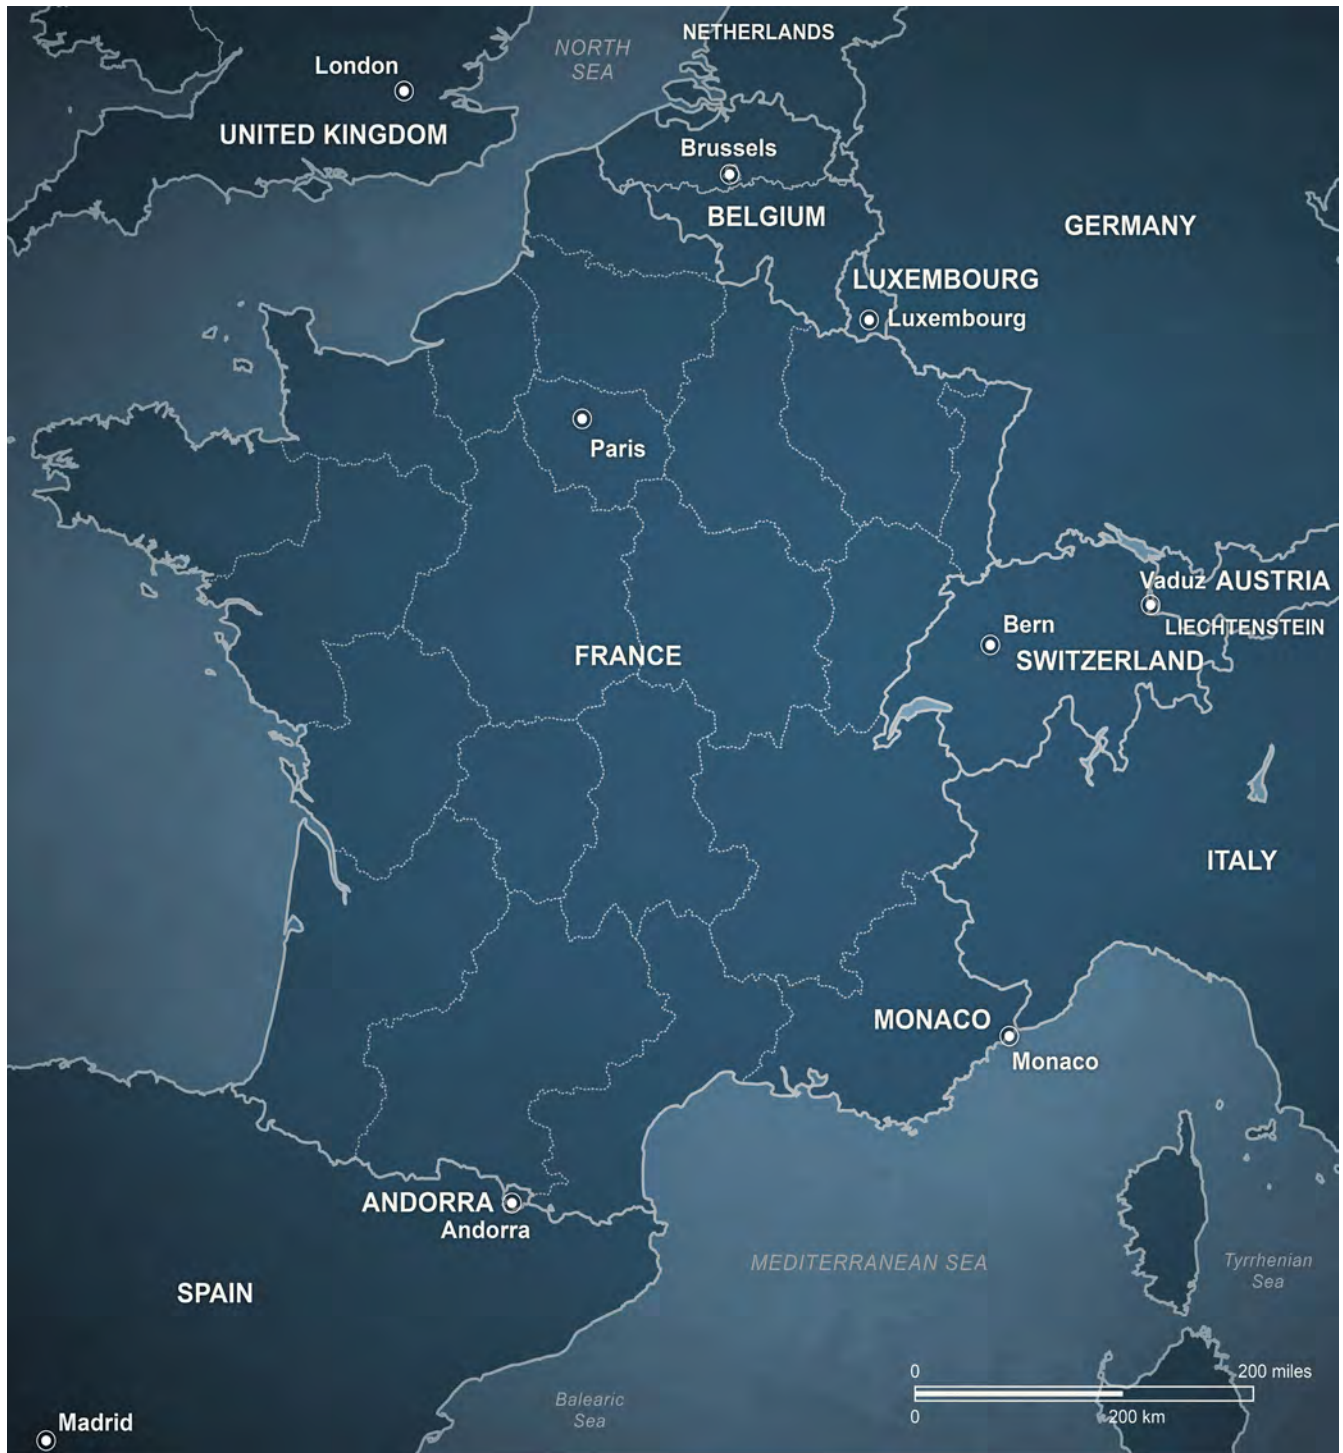 NETHERLANDS
NORTH
SEA
London
UNITED KINGDOM
Brussels
BELGIUM
GERMANY
LUXEMBOURG
Luxembourg
Paris
Vaduz
AUSTRIA
LIECHTENSTEIN
Bern
SWITZERLAND
FRANCE
ITALY
MONACO
Monaco
ANDORRA
Andorra
MEDITERRANEAN SEA
Tyrrhenian
Sea
SPAIN
0 200 miles
0 200 km
Balearic
Sea
Madrid